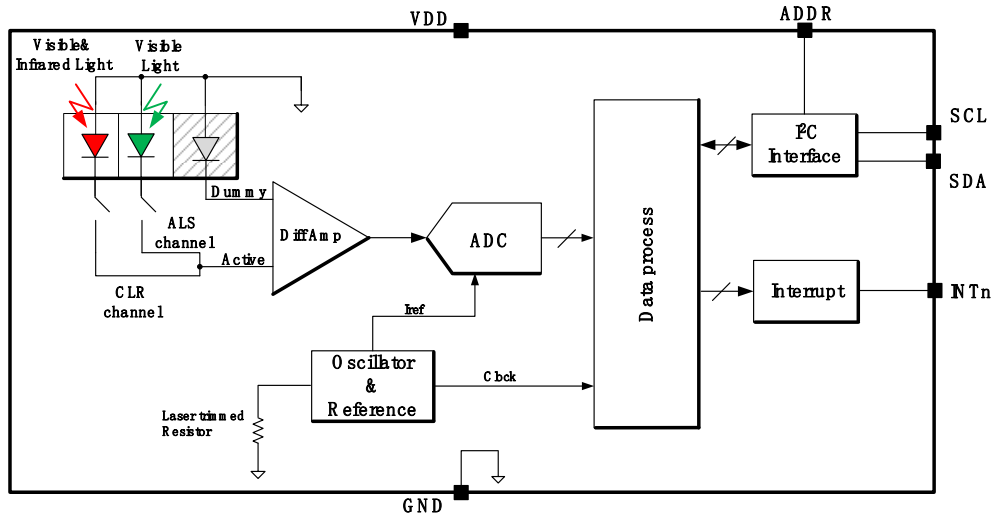 VDD
ADDR
Visible&
Infrared Light
Visible
Light
SCL
I²C
Interface
SDA
Dummy
DiffAmp
ALS
channel
Active
ADC
Data process
CLR
channel
Interrupt
INTn
Iref
Oscillator
&
Reference
Clock
Laser trimmed
Resistor
GND